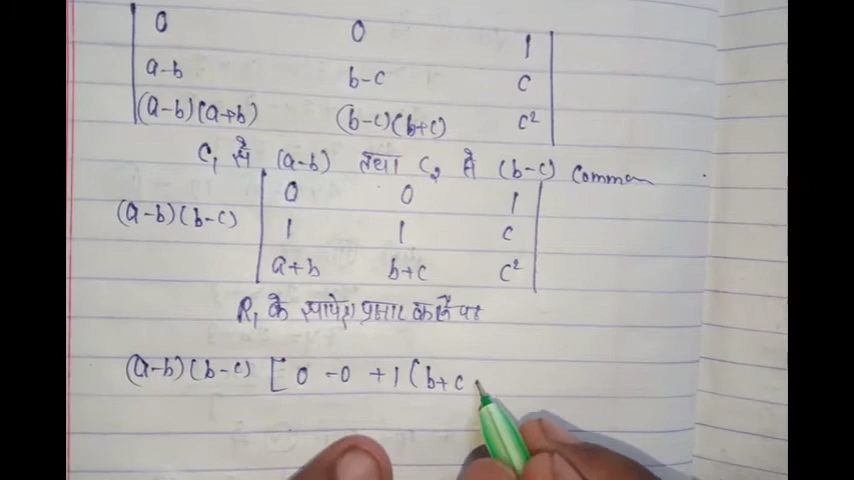 0 0 1
a-b b-c c
(a-b)(a+b) (b-c)(b+c) c²
C₁ से (a-b) तथा C₂ से (b-c) Common
0 0 1
(a-b)(b-c) 1 1 c
a+b b+c c²
R₁ के सापेक्ष प्रसार करने पर
(a-b)(b-c) [ 0 -0 +1 (b+c